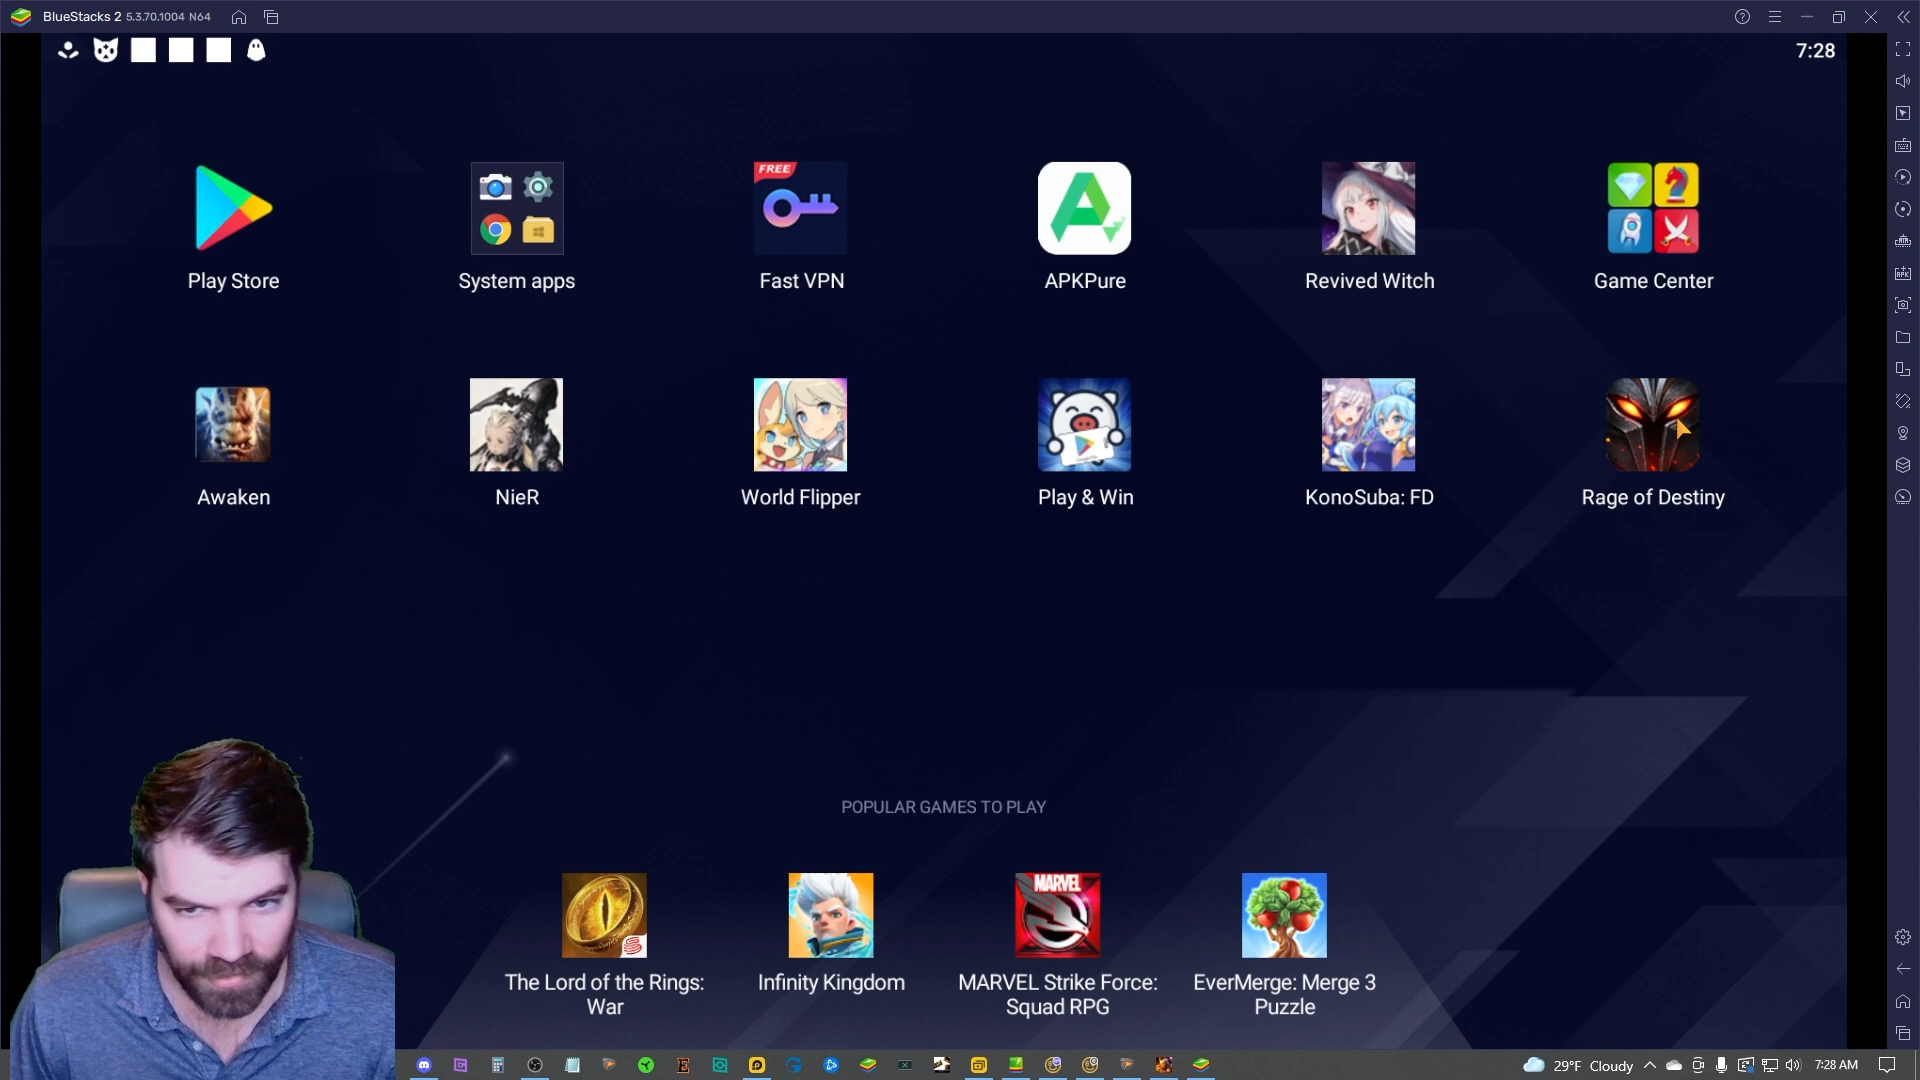 BlueStacks 2 5.3.70.1004 N64
7:28
FREE
Play Store
System apps
Fast VPN
APKPure
Revived Witch
Game Center
Awaken
NieR
World Flipper
Play & Win
KonoSuba: FD
Rage of Destiny
POPULAR GAMES TO PLAY
MARVEL
The Lord of the Rings:
War
Infinity Kingdom
MARVEL Strike Force:
Squad RPG
EverMerge: Merge 3
Puzzle
29°F Cloudy
7:28 AM